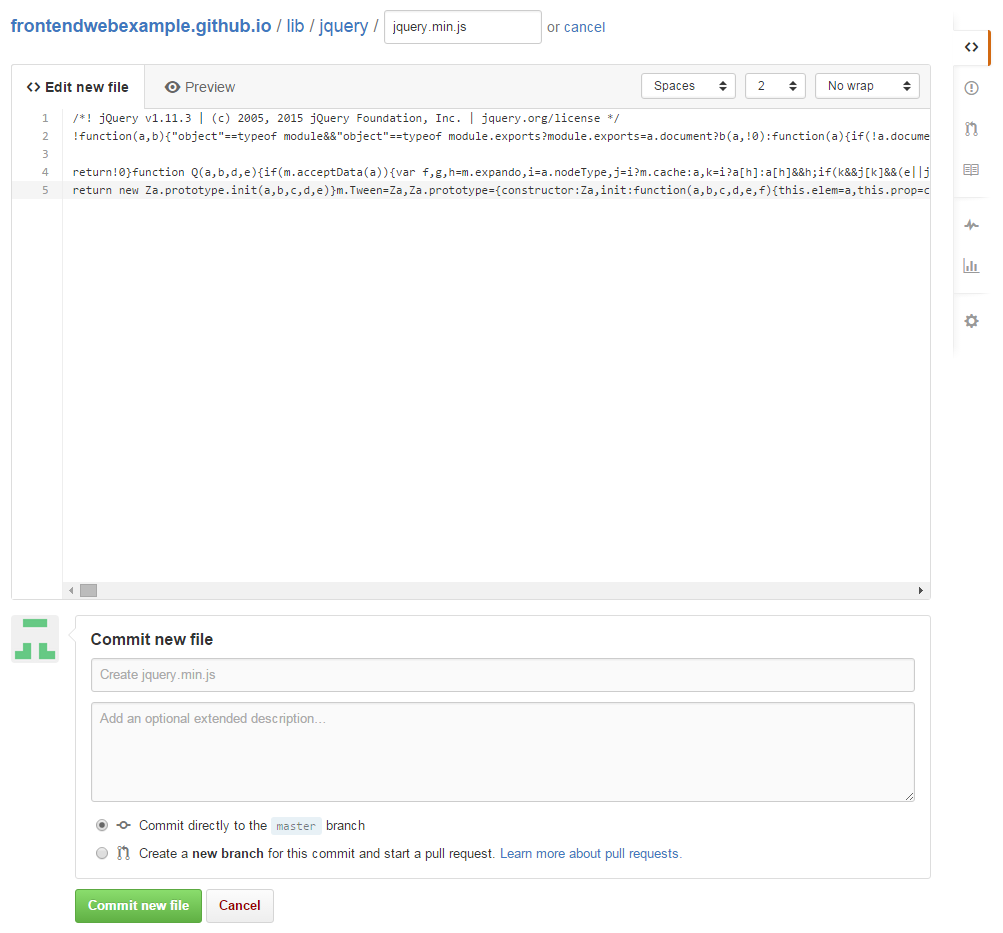 frontendwebexample.github.io / lib / jquery / jquery.min.js or cancel
<> Edit new file Preview Spaces 2 No wrap
1 /*! jQuery v1.11.3 | (c) 2005, 2015 jQuery Foundation, Inc. | jquery.org/license */
2 !function(a,b){"object"==typeof module&&"object"==typeof module.exports?module.exports=a.document?b(a,!0):function(a){if(!a.docume
3
4 return!0}function Q(a,b,d,e){if(m.acceptData(a)){var f,g,h=m.expando,i=a.nodeType,j=i?m.cache:a,k=i?a[h]:a[h]&&h;if(k&&j[k]&&(e||j
5 return new Za.prototype.init(a,b,c,d,e)}m.Tween=Za,Za.prototype={constructor:Za,init:function(a,b,c,d,e,f){this.elem=a,this.prop=c
Commit new file
Create jquery.min.js
Add an optional extended description...
Commit directly to the master branch
Create a new branch for this commit and start a pull request. Learn more about pull requests.
Commit new file Cancel